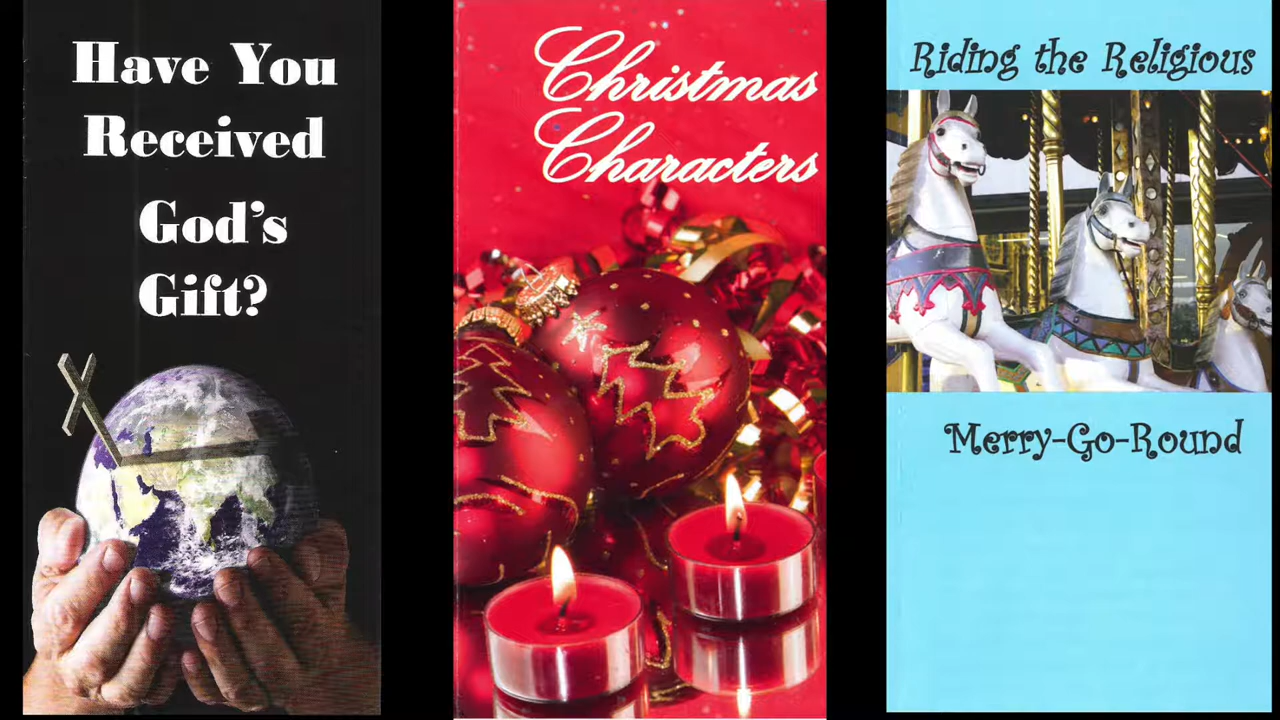 Have You
Received
God's
Gift?
Christmas
Characters
Riding the Religious
Merry-Go-Round